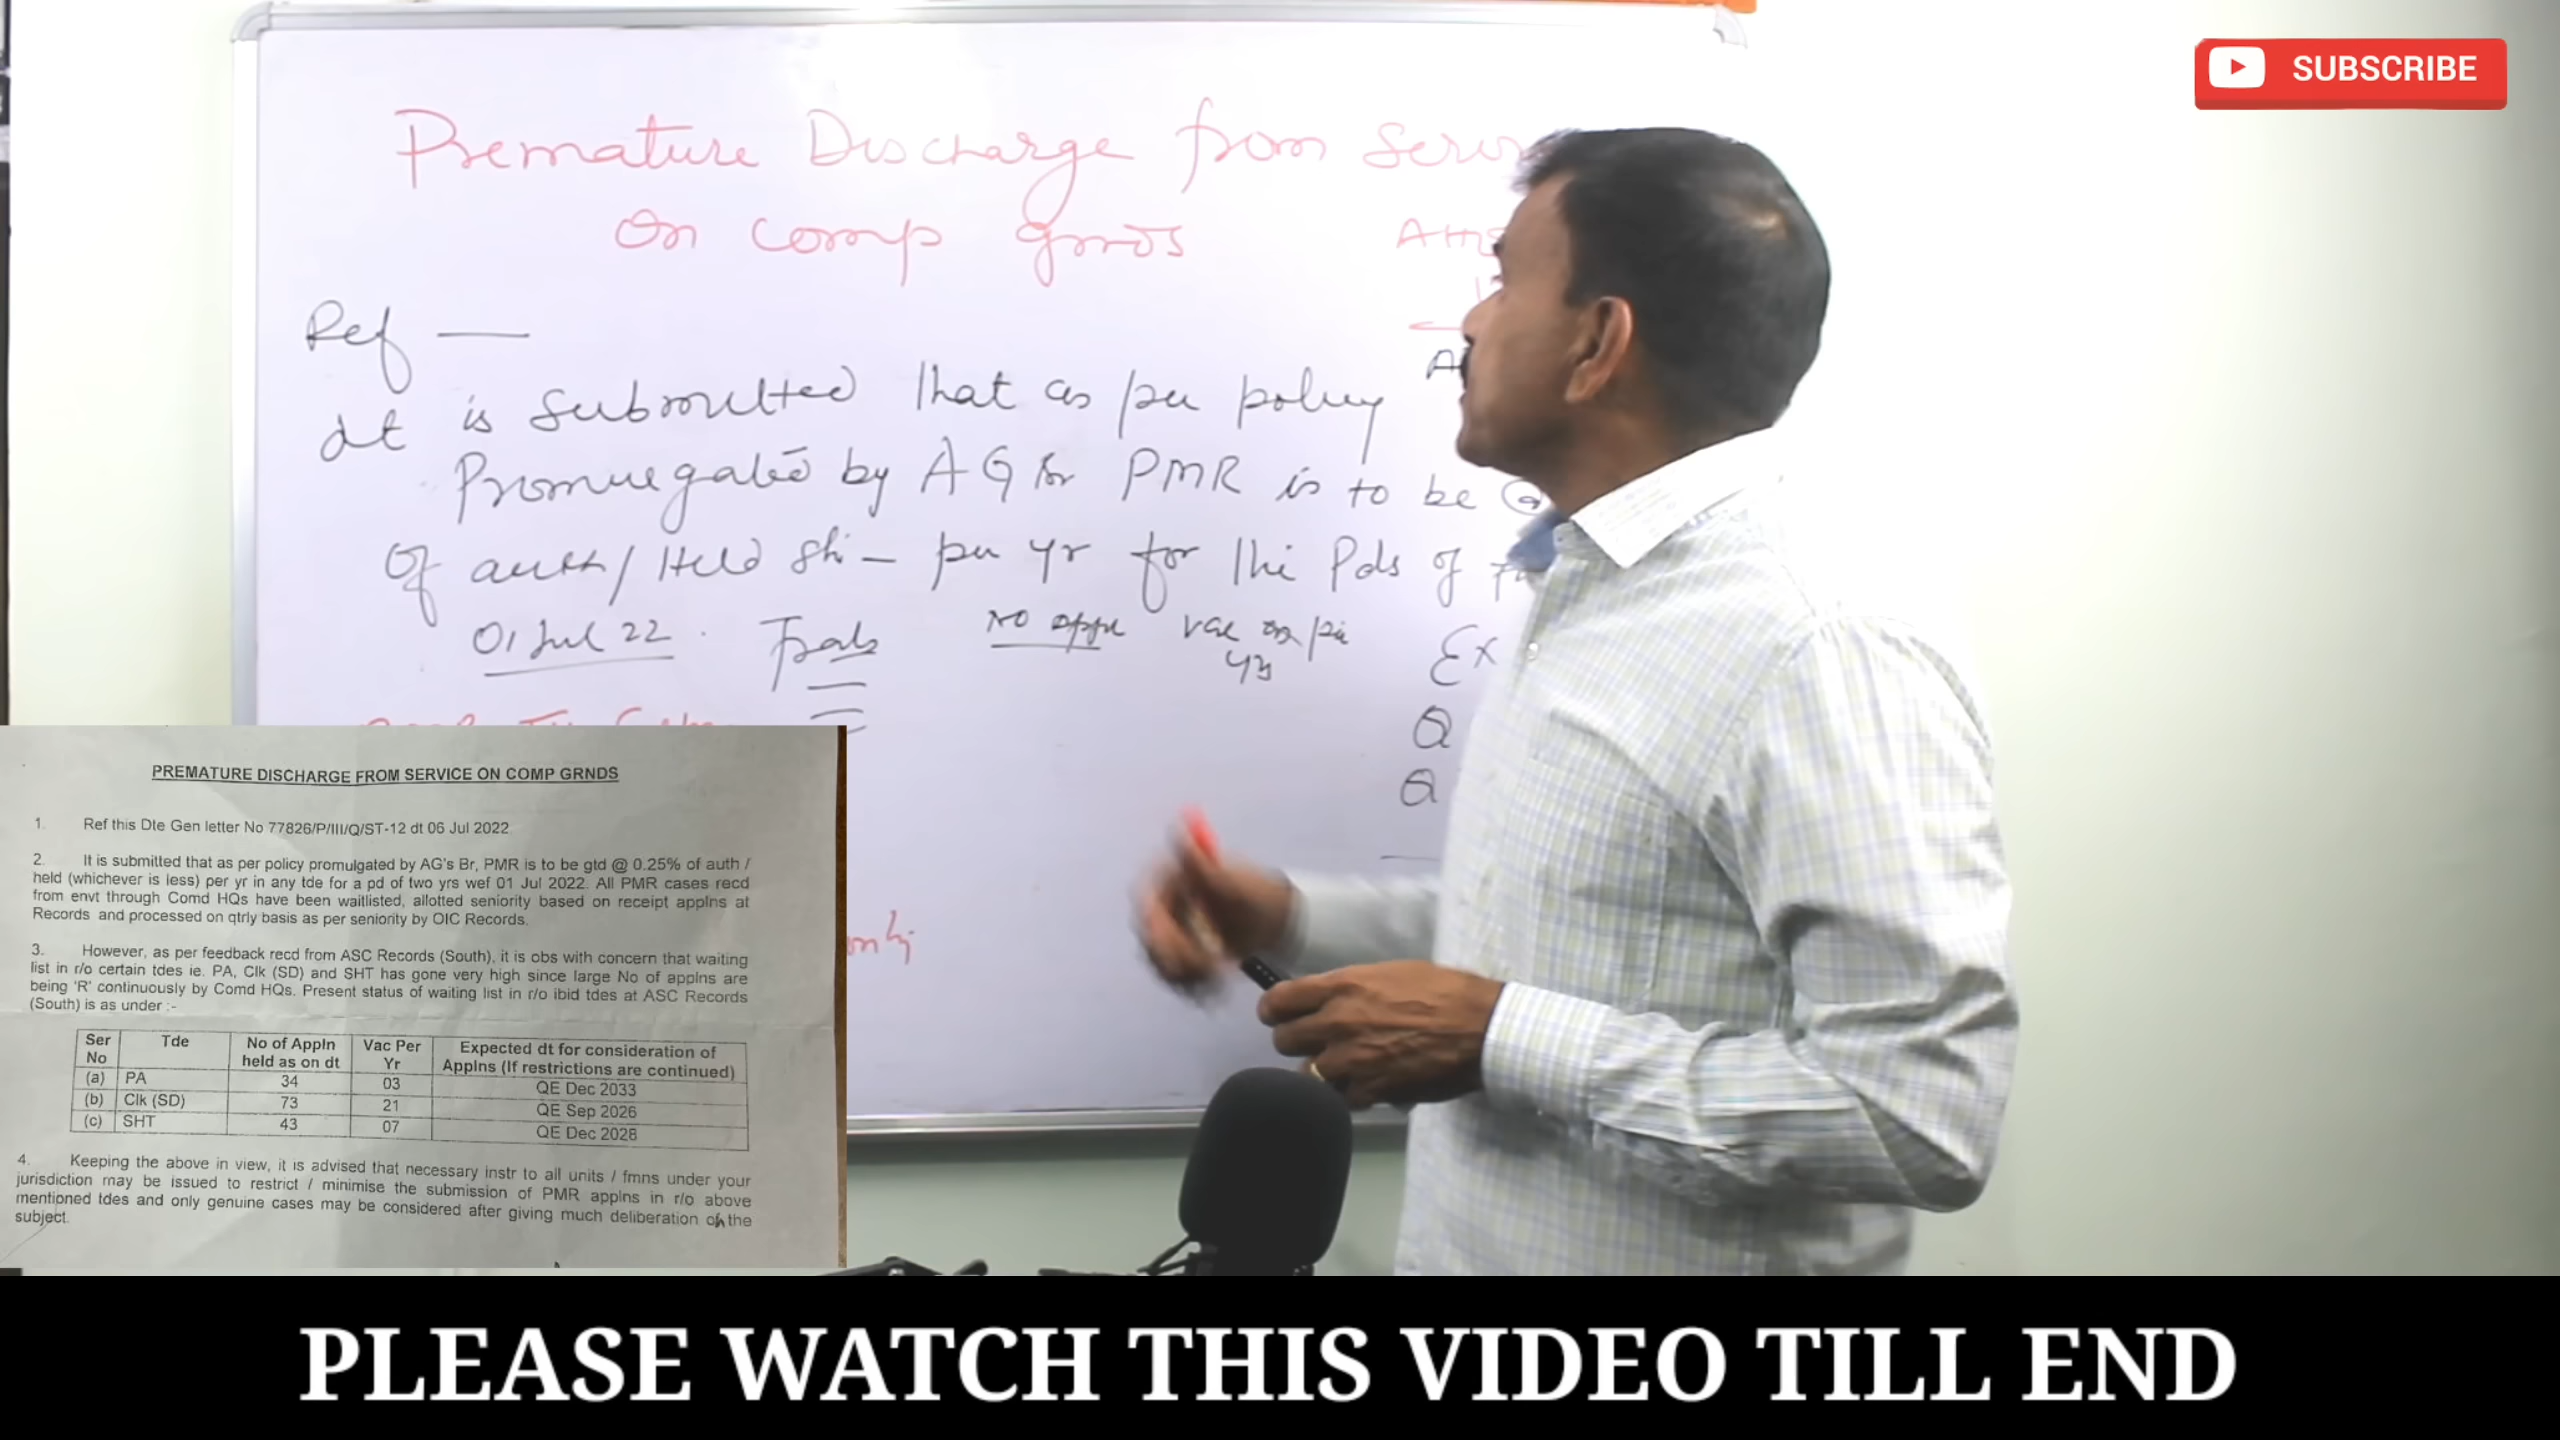 SUBSCRIBE
Premature Discharge from Serv
on comp grnds
Ref —
dt is submitted that as per policy
Promulgated by AG Br PMR is to be @
of auth/Held str — per yr for the Pds of
01 Jul 22. Trade No appl vac per
yr
Ex
Q
Q
only
PREMATURE DISCHARGE FROM SERVICE ON COMP GRNDS
1. Ref this Dte Gen letter No 77826/P/III/Q/ST-12 dt 06 Jul 2022.
2. It is submitted that as per policy promulgated by AG's Br, PMR is to be gtd @ 0.25% of auth /
held (whichever is less) per yr in any tde for a pd of two yrs wef 01 Jul 2022. All PMR cases recd
from envt through Comd HQs have been waitlisted, allotted seniority based on receipt applns at
Records and processed on qtrly basis as per seniority by OIC Records.
3. However, as per feedback recd from ASC Records (South), it is obs with concern that waiting
list in r/o certain tdes ie. PA, Clk (SD) and SHT has gone very high since large No of applns are
being 'R' continuously by Comd HQs. Present status of waiting list in r/o ibid tdes at ASC Records
(South) is as under :-
Ser No Tde No of Appln held as on dt Vac Per Yr Expected dt for consideration of Applns (If restrictions are continued)
(a) PA 34 03 QE Dec 2033
(b) Clk (SD) 73 21 QE Sep 2026
(c) SHT 43 07 QE Dec 2028
4. Keeping the above in view, it is advised that necessary instr to all units / fmns under your
jurisdiction may be issued to restrict / minimise the submission of PMR applns in r/o above
mentioned tdes and only genuine cases may be considered after giving much deliberation on the
subject.
PLEASE WATCH THIS VIDEO TILL END